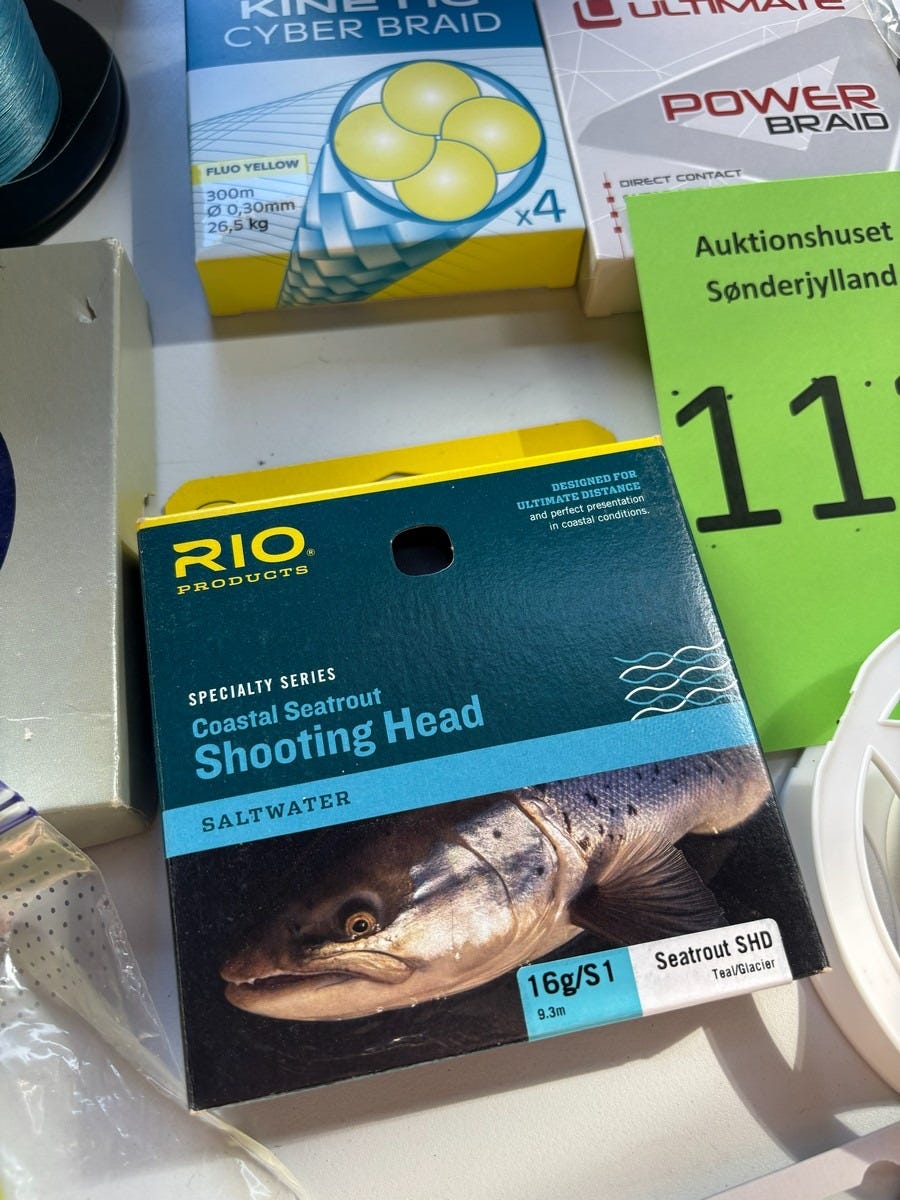 KINETIC
CYBER BRAID
FLUO YELLOW
300m
Ø 0,30mm
26,5 kg
x4
ULTIMATE
POWER
BRAID
DIRECT CONTACT
Auktionshuset
Sønderjylland
11
RIO®
PRODUCTS
DESIGNED FOR
ULTIMATE DISTANCE
and perfect presentation
in coastal conditions.
SPECIALTY SERIES
Coastal Seatrout
Shooting Head
SALTWATER
16g/S1
9.3m
Seatrout SHD
Teal/Glacier